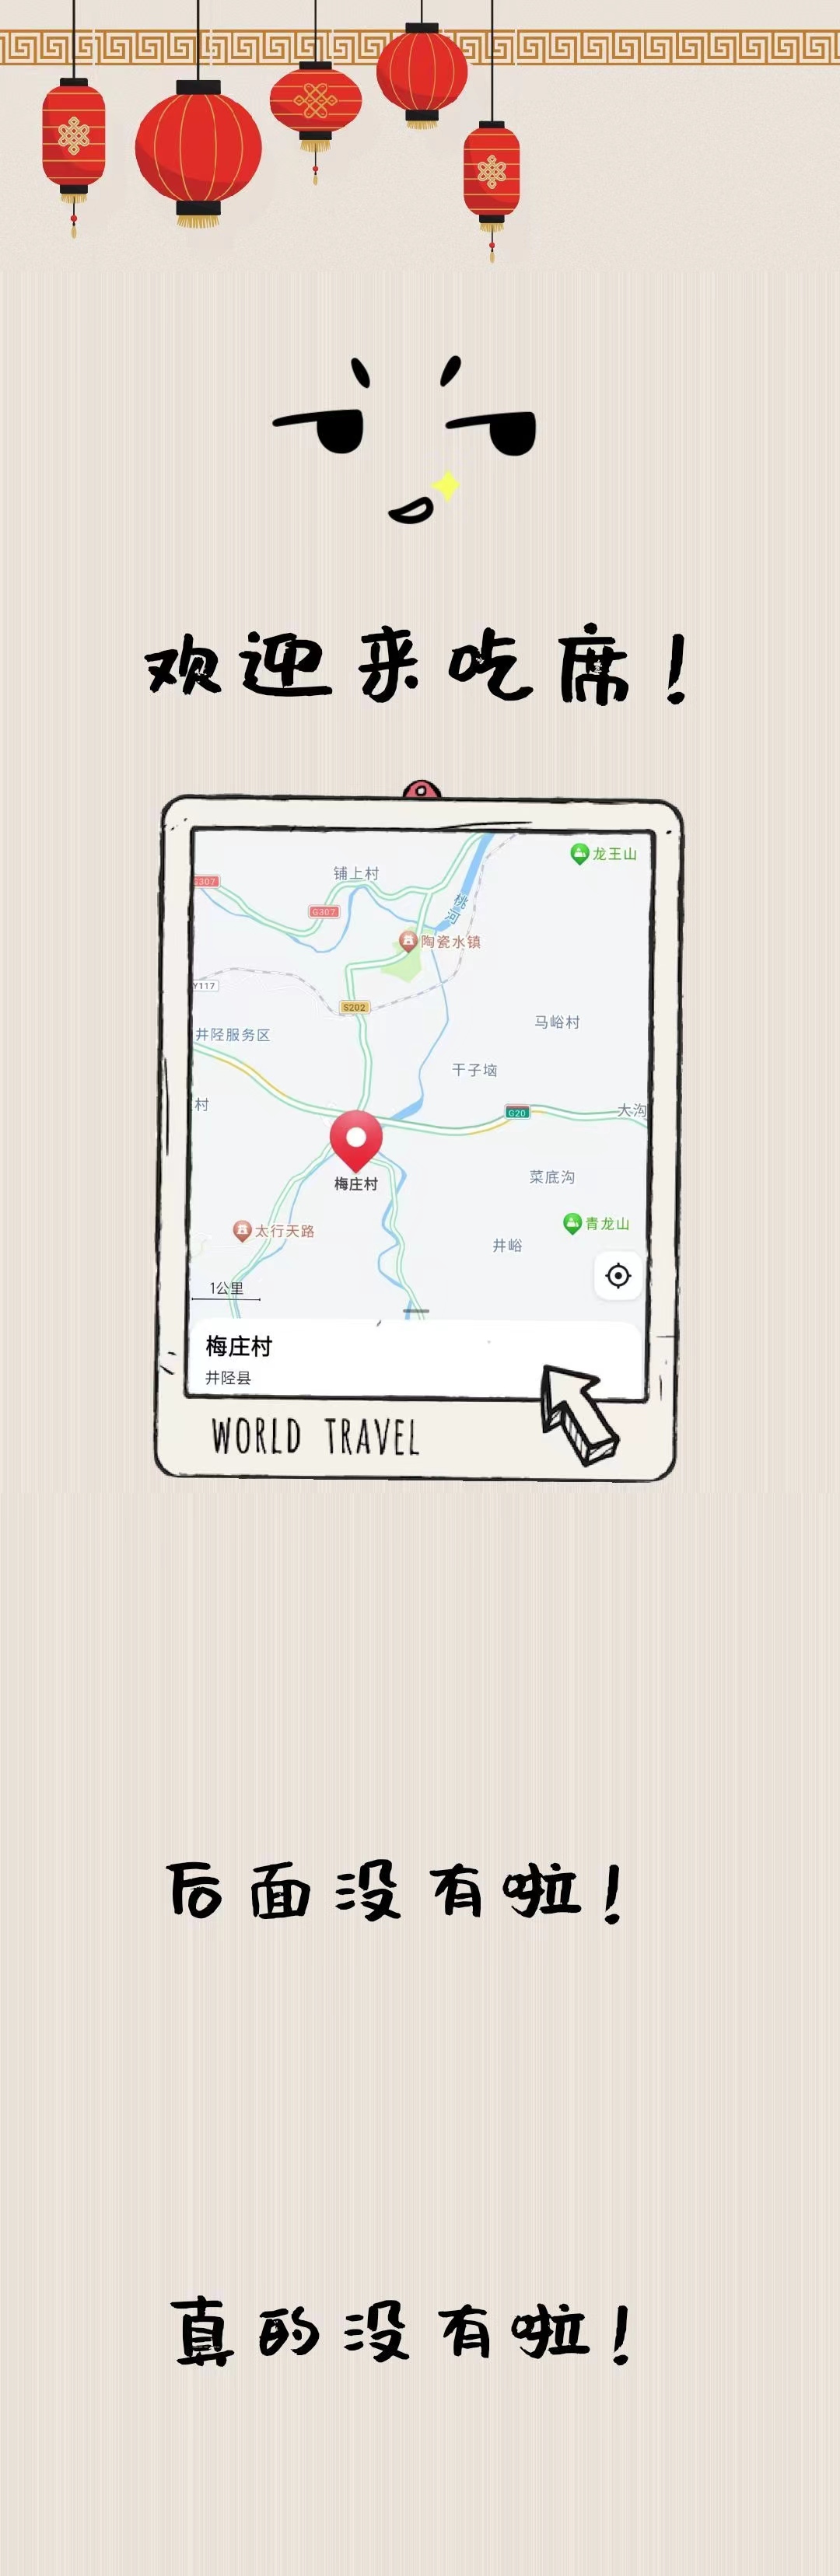 欢迎来吃席!
龙王山
铺上村
G307
G307
桃河
陶瓷水镇
Y117
S202
马峪村
井陉服务区
干子垴
村
G20
大沟
梅庄村
菜底沟
太行天路
青龙山
井峪
1公里
梅庄村
井陉县
WORLD TRAVEL
后面没有啦!
真的没有啦!